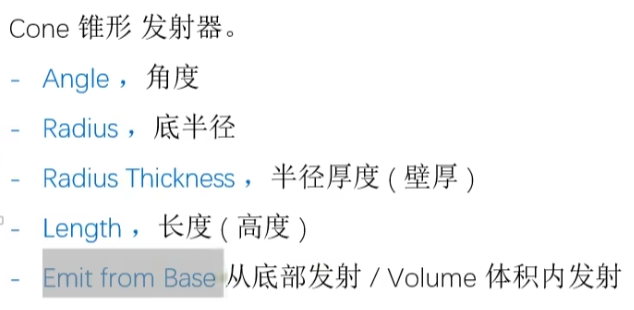 Cone 锥形 发射器。
- Angle ，角度
- Radius ，底半径
- Radius Thickness ，半径厚度 ( 壁厚 )
- Length ，长度 ( 高度 )
- Emit from Base 从底部发射 / Volume 体积内发射